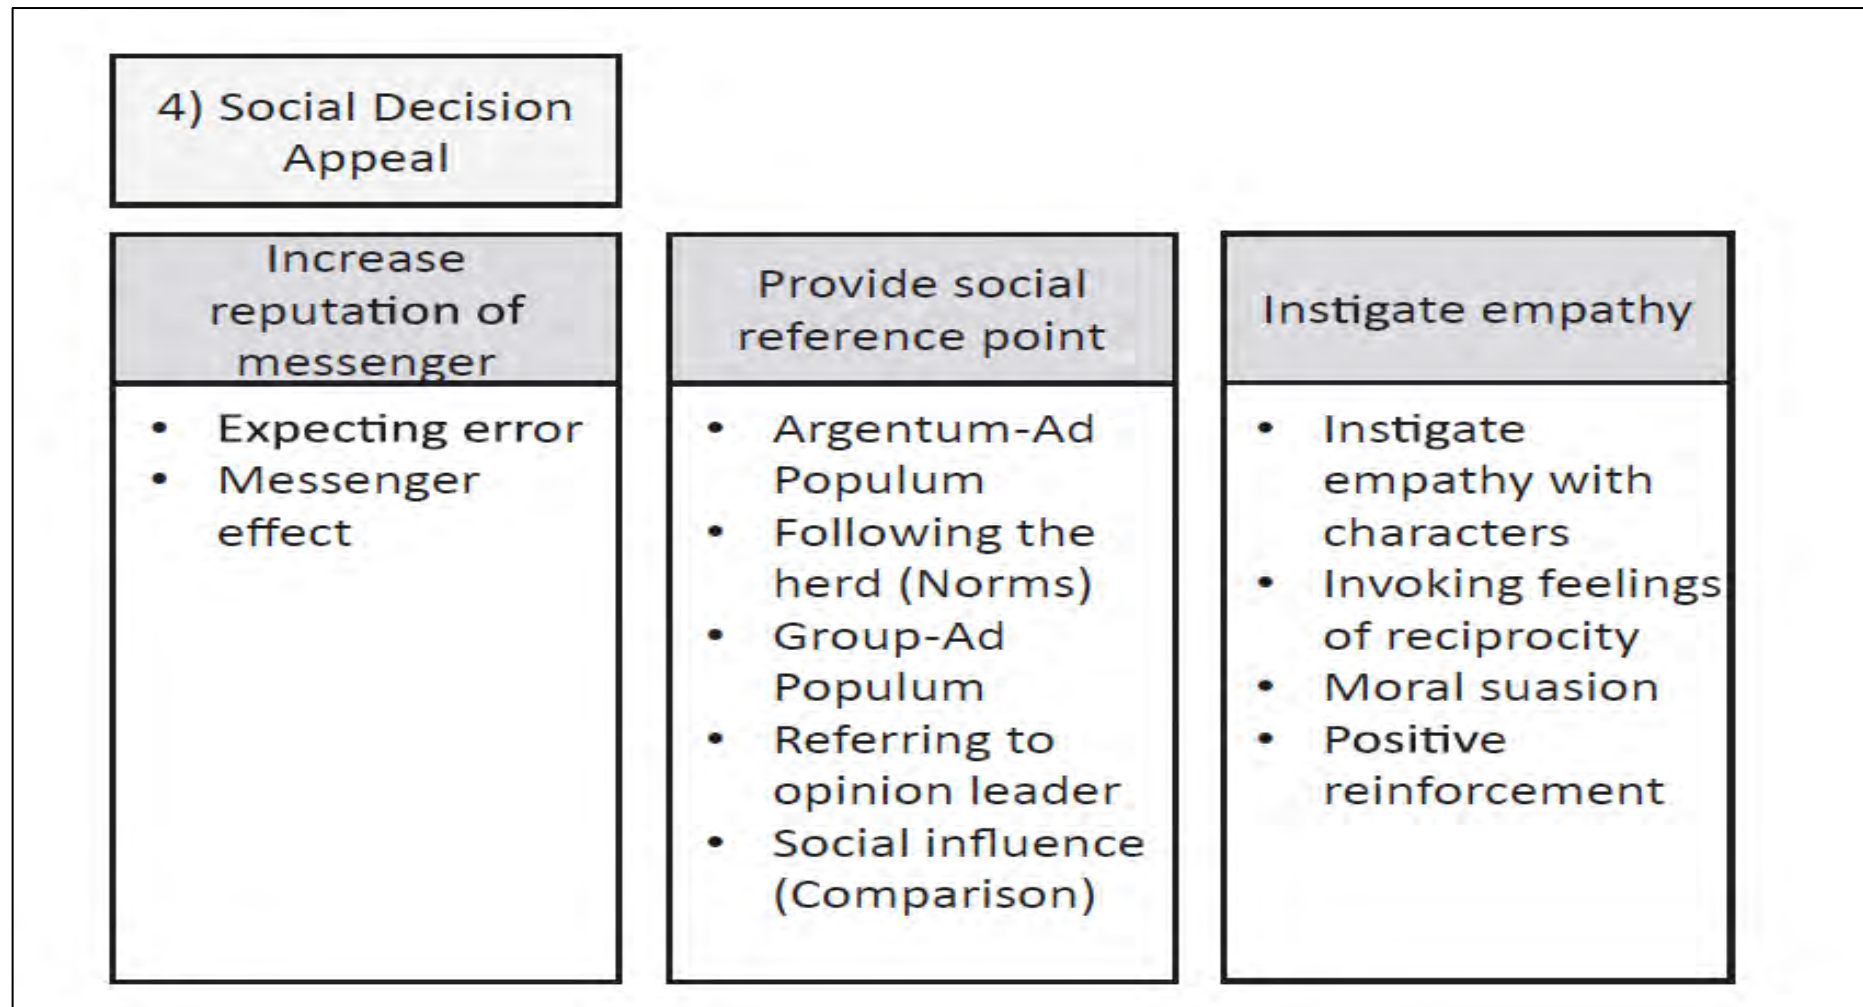 4) Social Decision
Appeal
Increase
reputation of
messenger
• Expecting error
• Messenger
effect
Provide social
reference point
• Argentum-Ad
Populum
• Following the
herd (Norms)
• Group-Ad
Populum
• Referring to
opinion leader
• Social influence
(Comparison)
Instigate empathy
• Instigate
empathy with
characters
• Invoking feelings
of reciprocity
• Moral suasion
• Positive
reinforcement